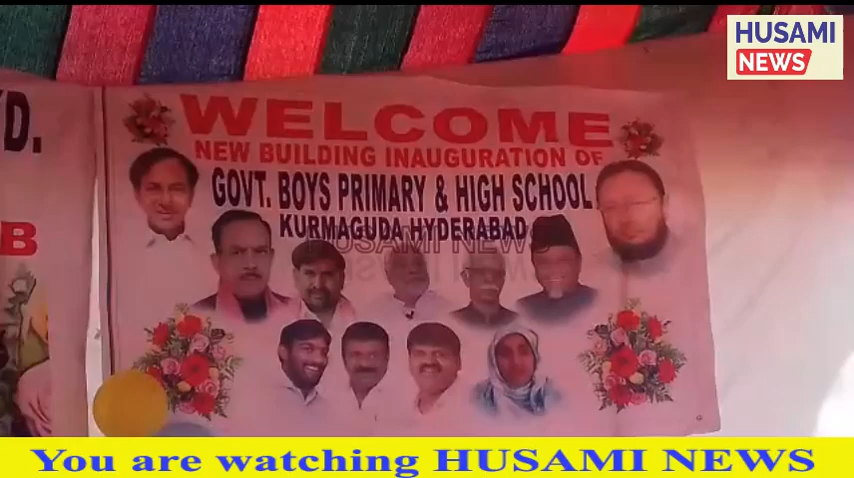 HUSAMI
NEWS
D.
B
WELCOME
NEW BUILDING INAUGURATION OF
GOVT. BOYS PRIMARY & HIGH SCHOOL
KURMAGUDA HYDERABAD
HUSAMI NEWS
You are watching HUSAMI NEWS